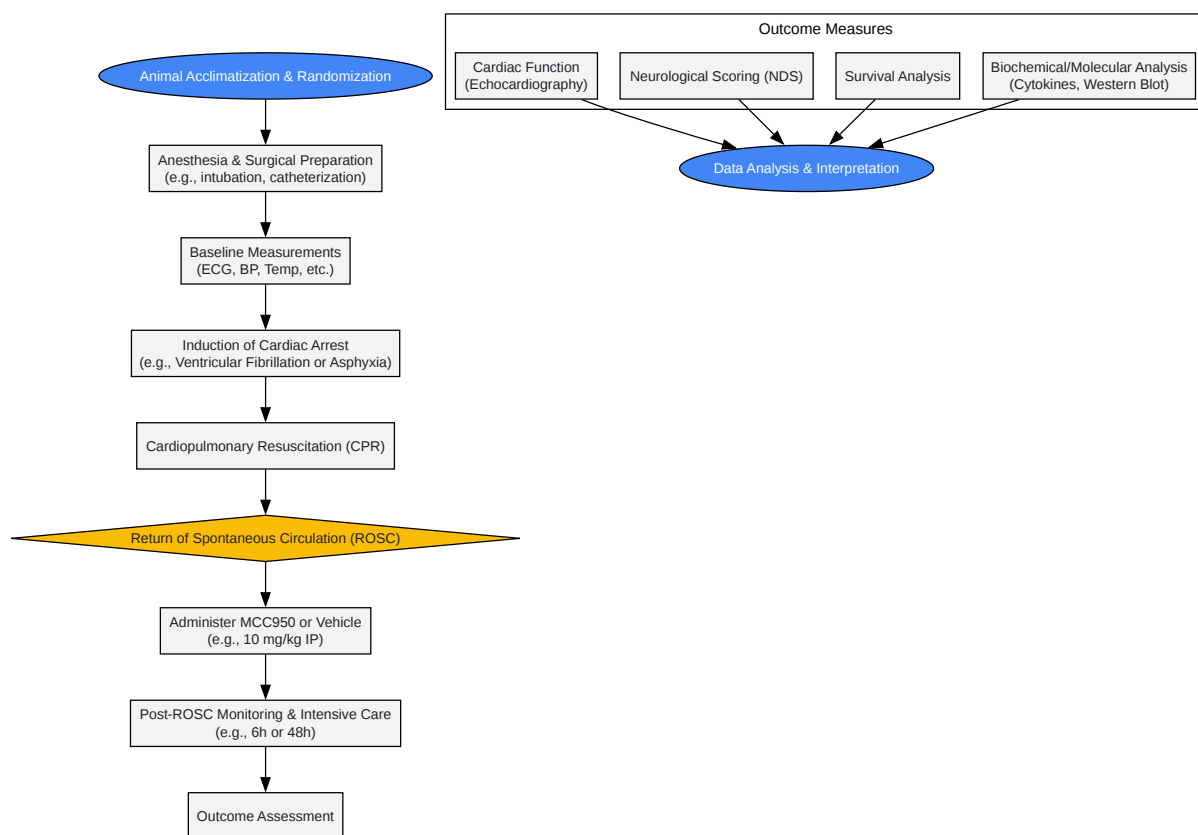 Animal Acclimatization & Randomization
Anesthesia & Surgical Preparation
(e.g., intubation, catheterization)
Baseline Measurements
(ECG, BP, Temp, etc.)
Induction of Cardiac Arrest
(e.g., Ventricular Fibrillation or Asphyxia)
Cardiopulmonary Resuscitation (CPR)
Return of Spontaneous Circulation (ROSC)
Administer MCC950 or Vehicle
(e.g., 10 mg/kg IP)
Post-ROSC Monitoring & Intensive Care
(e.g., 6h or 48h)
Outcome Assessment
Outcome Measures
Cardiac Function
(Echocardiography)
Neurological Scoring (NDS)
Survival Analysis
Biochemical/Molecular Analysis
(Cytokines, Western Blot)
Data Analysis & Interpretation